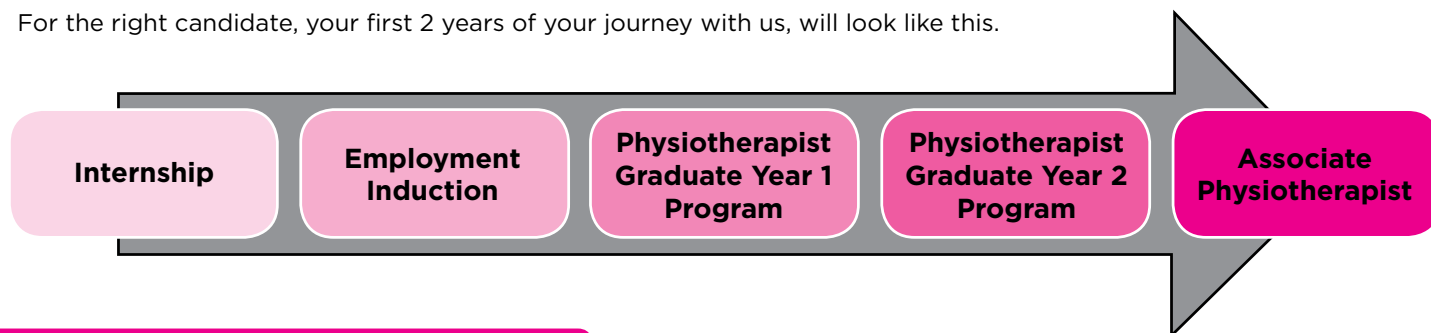 For the right candidate, your first 2 years of your journey with us, will look like this.
Internship
Employment
Induction
Physiotherapist
Graduate Year 1
Program
Physiotherapist
Graduate Year 2
Program
Associate
Physiotherapist